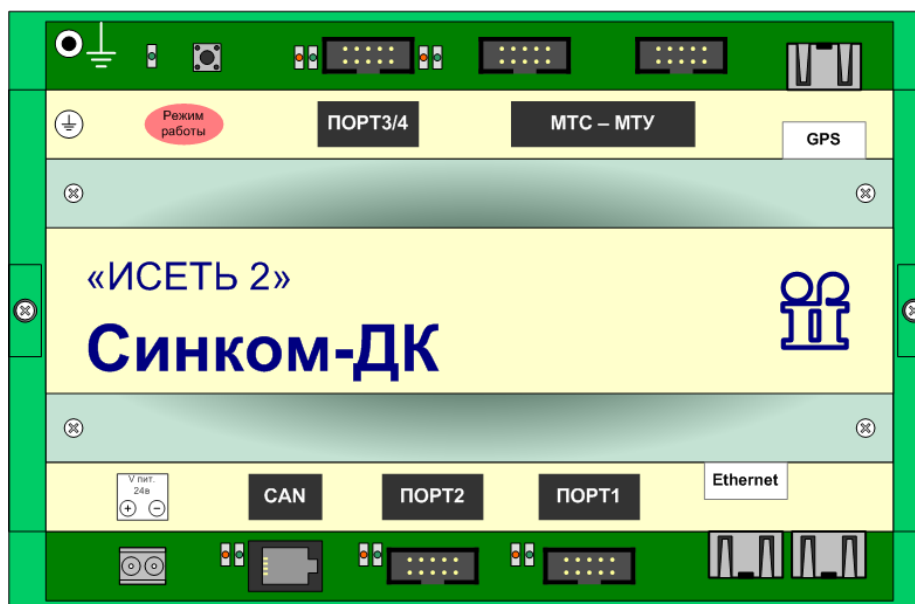 Режим
работы
ПОРТ3/4
МТС – МТУ
GPS
«ИСЕТЬ 2»
Синком-ДК
V пит.
24в
+ −
CAN
ПОРТ2
ПОРТ1
Ethernet